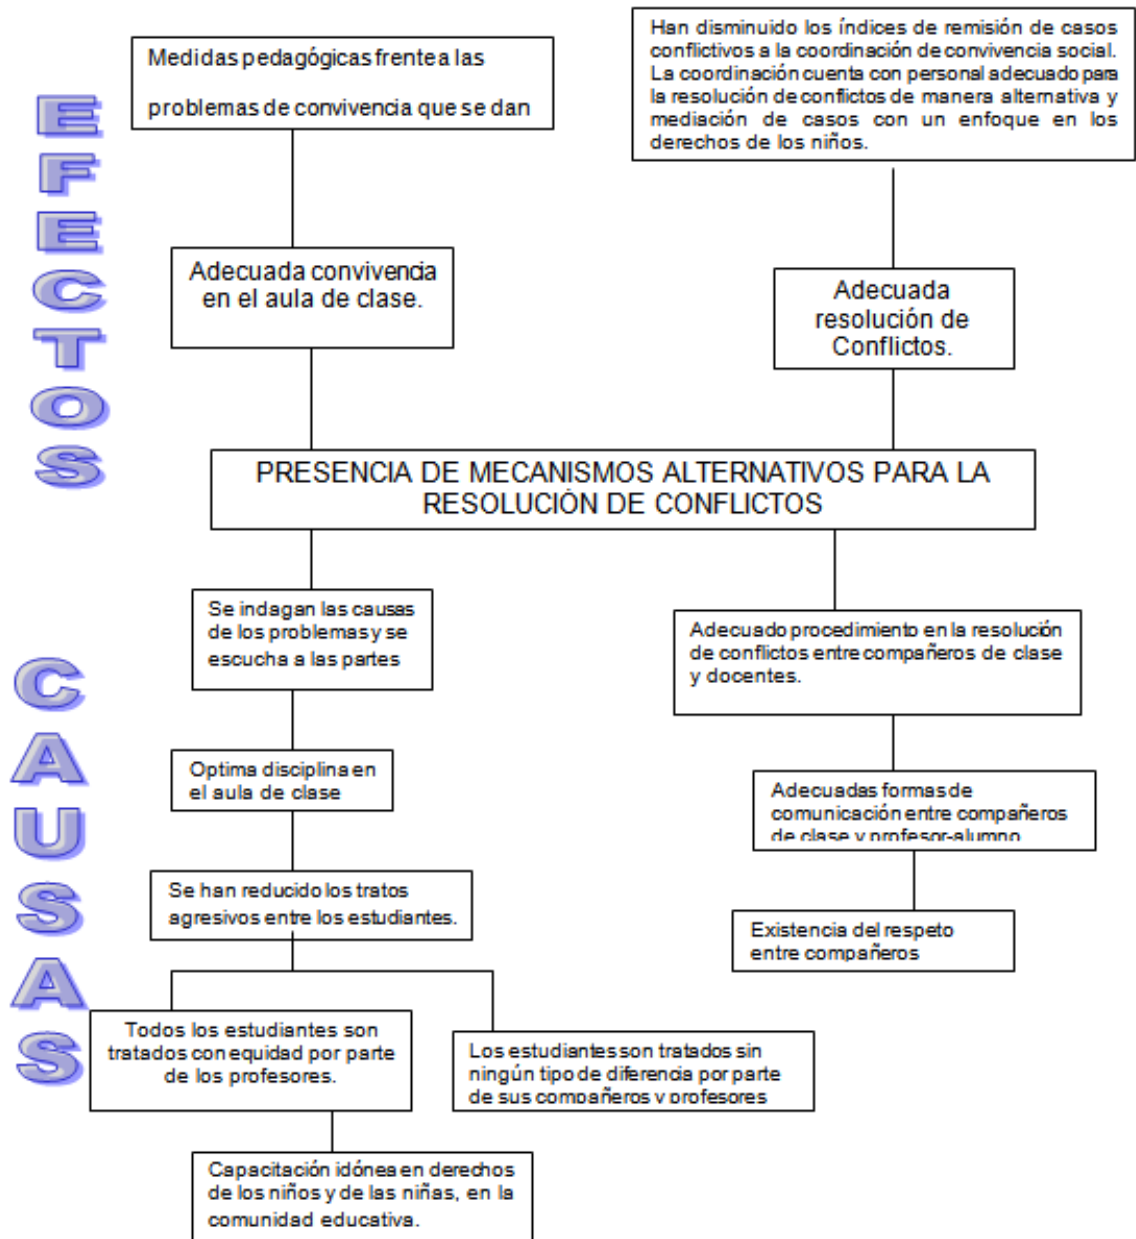 EFECTOS
Medidas pedagógicas frente a las
problemas de convivencia que se dan
Han disminuido los índices de remisión de casos
conflictivos a la coordinación de convivencia social.
La coordinación cuenta con personal adecuado para
la resolución de conflictos de manera alternativa y
mediación de casos con un enfoque en los
derechos de los niños.
Adecuada convivencia
en el aula de clase.
Adecuada
resolución de
Conflictos.
PRESENCIA DE MECANISMOS ALTERNATIVOS PARA LA
RESOLUCIÓN DE CONFLICTOS
CAUSAS
Se indagan las causas
de los problemas y se
escucha a las partes
Adecuado procedimiento en la resolución
de conflictos entre compañeros de clase
y docentes.
Optima disciplina en
el aula de clase
Adecuadas formas de
comunicación entre compañeros
de clase y profesor-alumno
Se han reducido los tratos
agresivos entre los estudiantes.
Existencia del respeto
entre compañeros
Todos los estudiantes son
tratados con equidad por parte
de los profesores.
Los estudiantes son tratados sin
ningún tipo de diferencia por parte
de sus compañeros y profesores
Capacitación idónea en derechos
de los niños y de las niñas, en la
comunidad educativa.